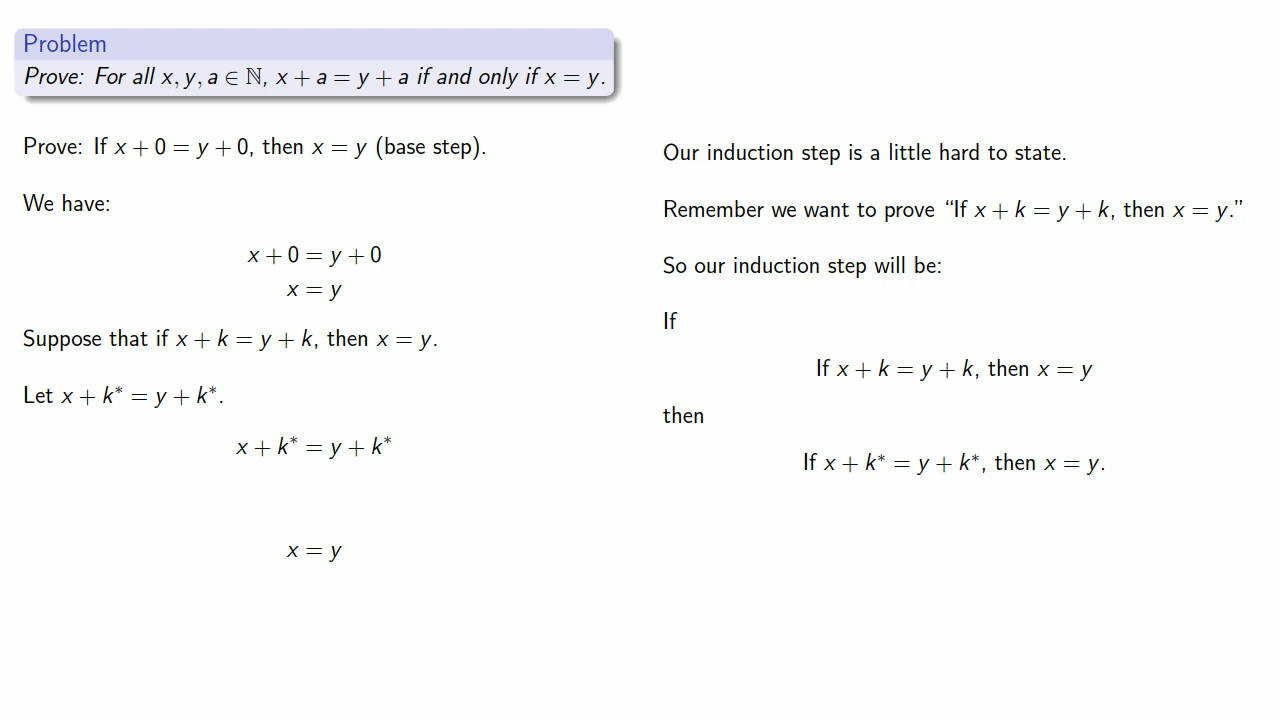 Problem
Prove: For all x, y, a ∈ ℕ, x + a = y + a if and only if x = y.
Prove: If x + 0 = y + 0, then x = y (base step).
We have:
x + 0 = y + 0
x = y
Suppose that if x + k = y + k, then x = y.
Let x + k* = y + k*.
x + k* = y + k*
x = y
Our induction step is a little hard to state.
Remember we want to prove “If x + k = y + k, then x = y.”
So our induction step will be:
If
If x + k = y + k, then x = y
then
If x + k* = y + k*, then x = y.